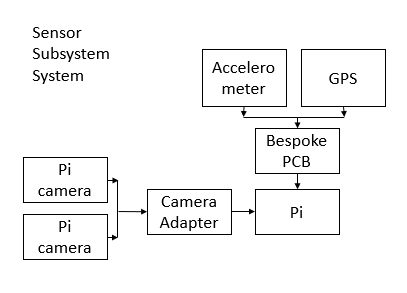 Sensor
Subsystem
System
Accelero
meter
GPS
Bespoke
PCB
Pi
camera
Camera
Adapter
Pi
Pi
camera